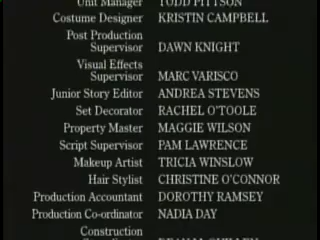 Unit Manager TODD PITTSON
Costume Designer KRISTIN CAMPBELL
Post Production
Supervisor DAWN KNIGHT
Visual Effects
Supervisor MARC VARISCO
Junior Story Editor ANDREA STEVENS
Set Decorator RACHEL O'TOOLE
Property Master MAGGIE WILSON
Script Supervisor PAM LAWRENCE
Makeup Artist TRICIA WINSLOW
Hair Stylist CHRISTINE O'CONNOR
Production Accountant DOROTHY RAMSEY
Production Co-ordinator NADIA DAY
Construction